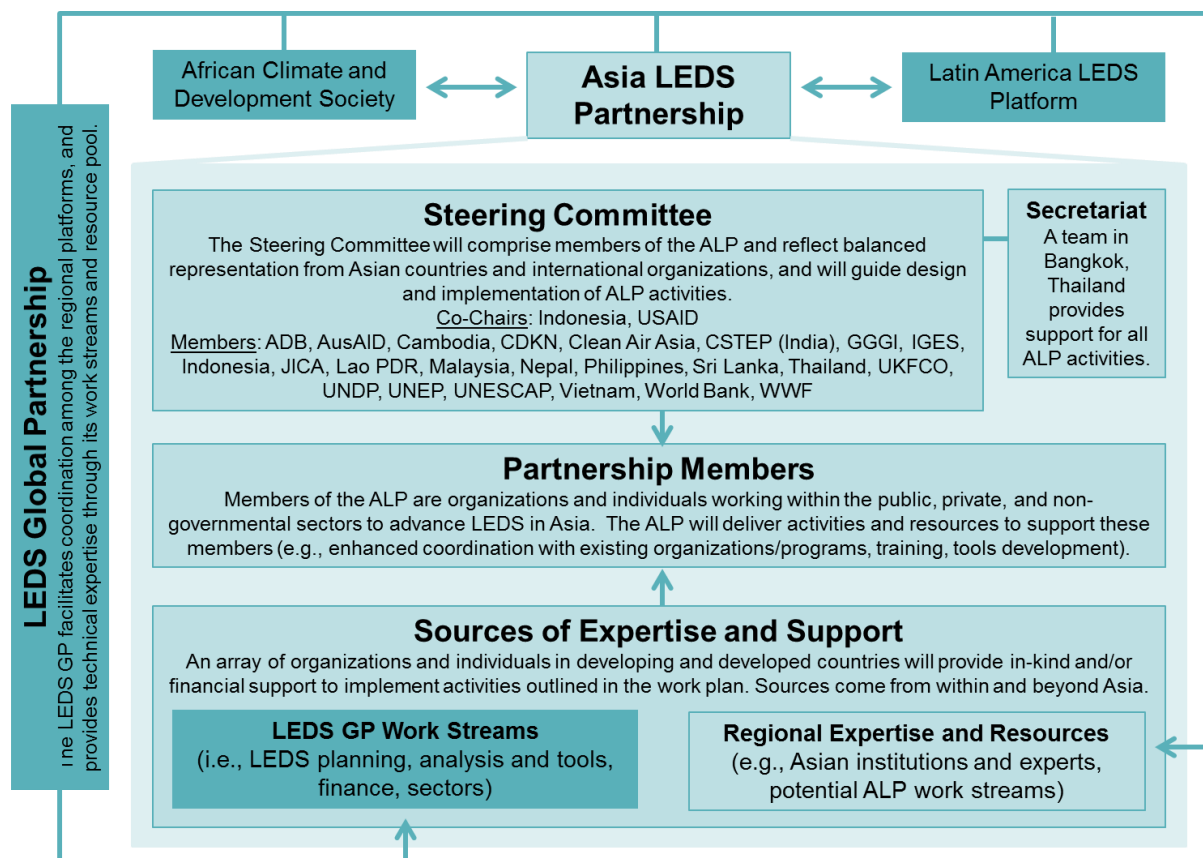 African Climate and
Development Society
Asia LEDS
Partnership
Latin America LEDS
Platform
LEDS Global Partnership
LEDS GP facilitates coordination among the regional platforms, and
provides technical expertise through its work streams and resource pool.
Steering Committee
The Steering Committee will comprise members of the ALP and reflect balanced
representation from Asian countries and international organizations, and will guide design
and implementation of ALP activities.
Co-Chairs: Indonesia, USAID
Members: ADB, AusAID, Cambodia, CDKN, Clean Air Asia, CSTEP (India), GGGI, IGES,
Indonesia, JICA, Lao PDR, Malaysia, Nepal, Philippines, Sri Lanka, Thailand, UKFCO,
UNDP, UNEP, UNESCAP, Vietnam, World Bank, WWF
Secretariat
A team in
Bangkok,
Thailand
provides
support for all
ALP activities.
Partnership Members
Members of the ALP are organizations and individuals working within the public, private, and non-
governmental sectors to advance LEDS in Asia. The ALP will deliver activities and resources to support these
members (e.g., enhanced coordination with existing organizations/programs, training, tools development).
Sources of Expertise and Support
An array of organizations and individuals in developing and developed countries will provide in-kind and/or
financial support to implement activities outlined in the work plan. Sources come from within and beyond Asia.
LEDS GP Work Streams
(i.e., LEDS planning, analysis and tools,
finance, sectors)
Regional Expertise and Resources
(e.g., Asian institutions and experts,
potential ALP work streams)